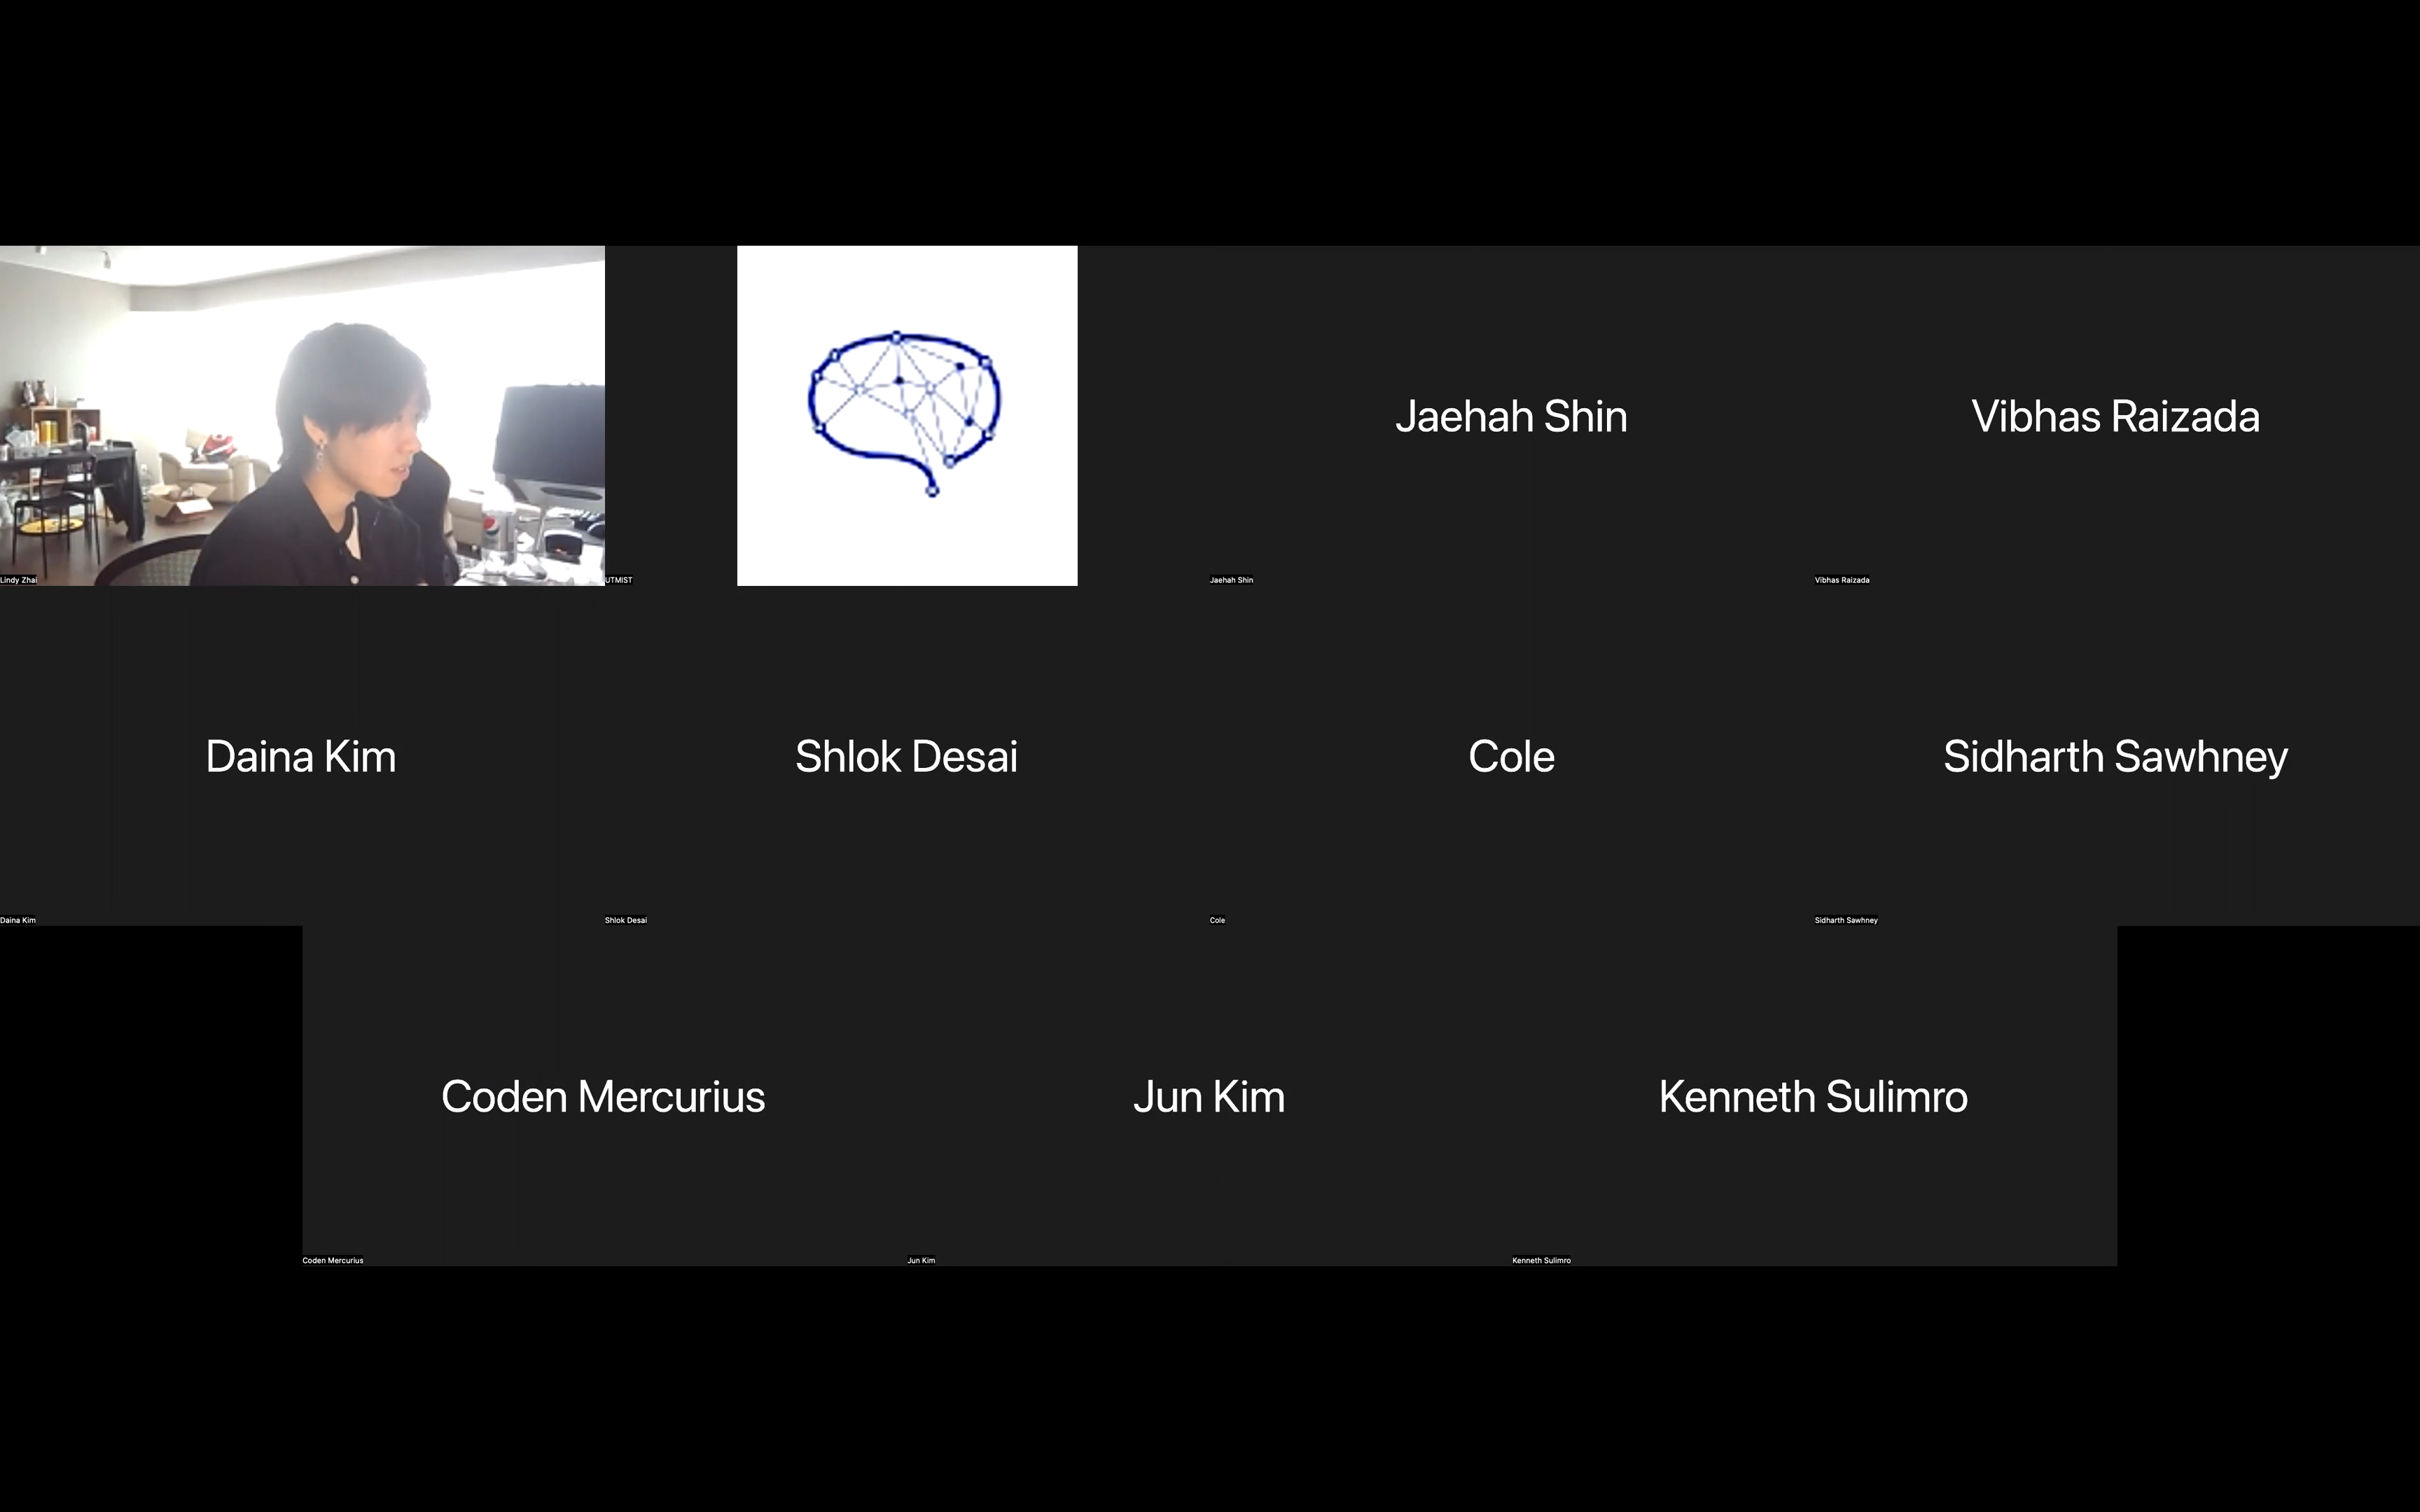 Lindy Zhai
UTMIST
Jaehah Shin
Jaehah Shin
Vibhas Raizada
Vibhas Raizada
Daina Kim
Daina Kim
Shlok Desai
Shlok Desai
Cole
Cole
Sidharth Sawhney
Sidharth Sawhney
Coden Mercurius
Coden Mercurius
Jun Kim
Jun Kim
Kenneth Sulimro
Kenneth Sulimro